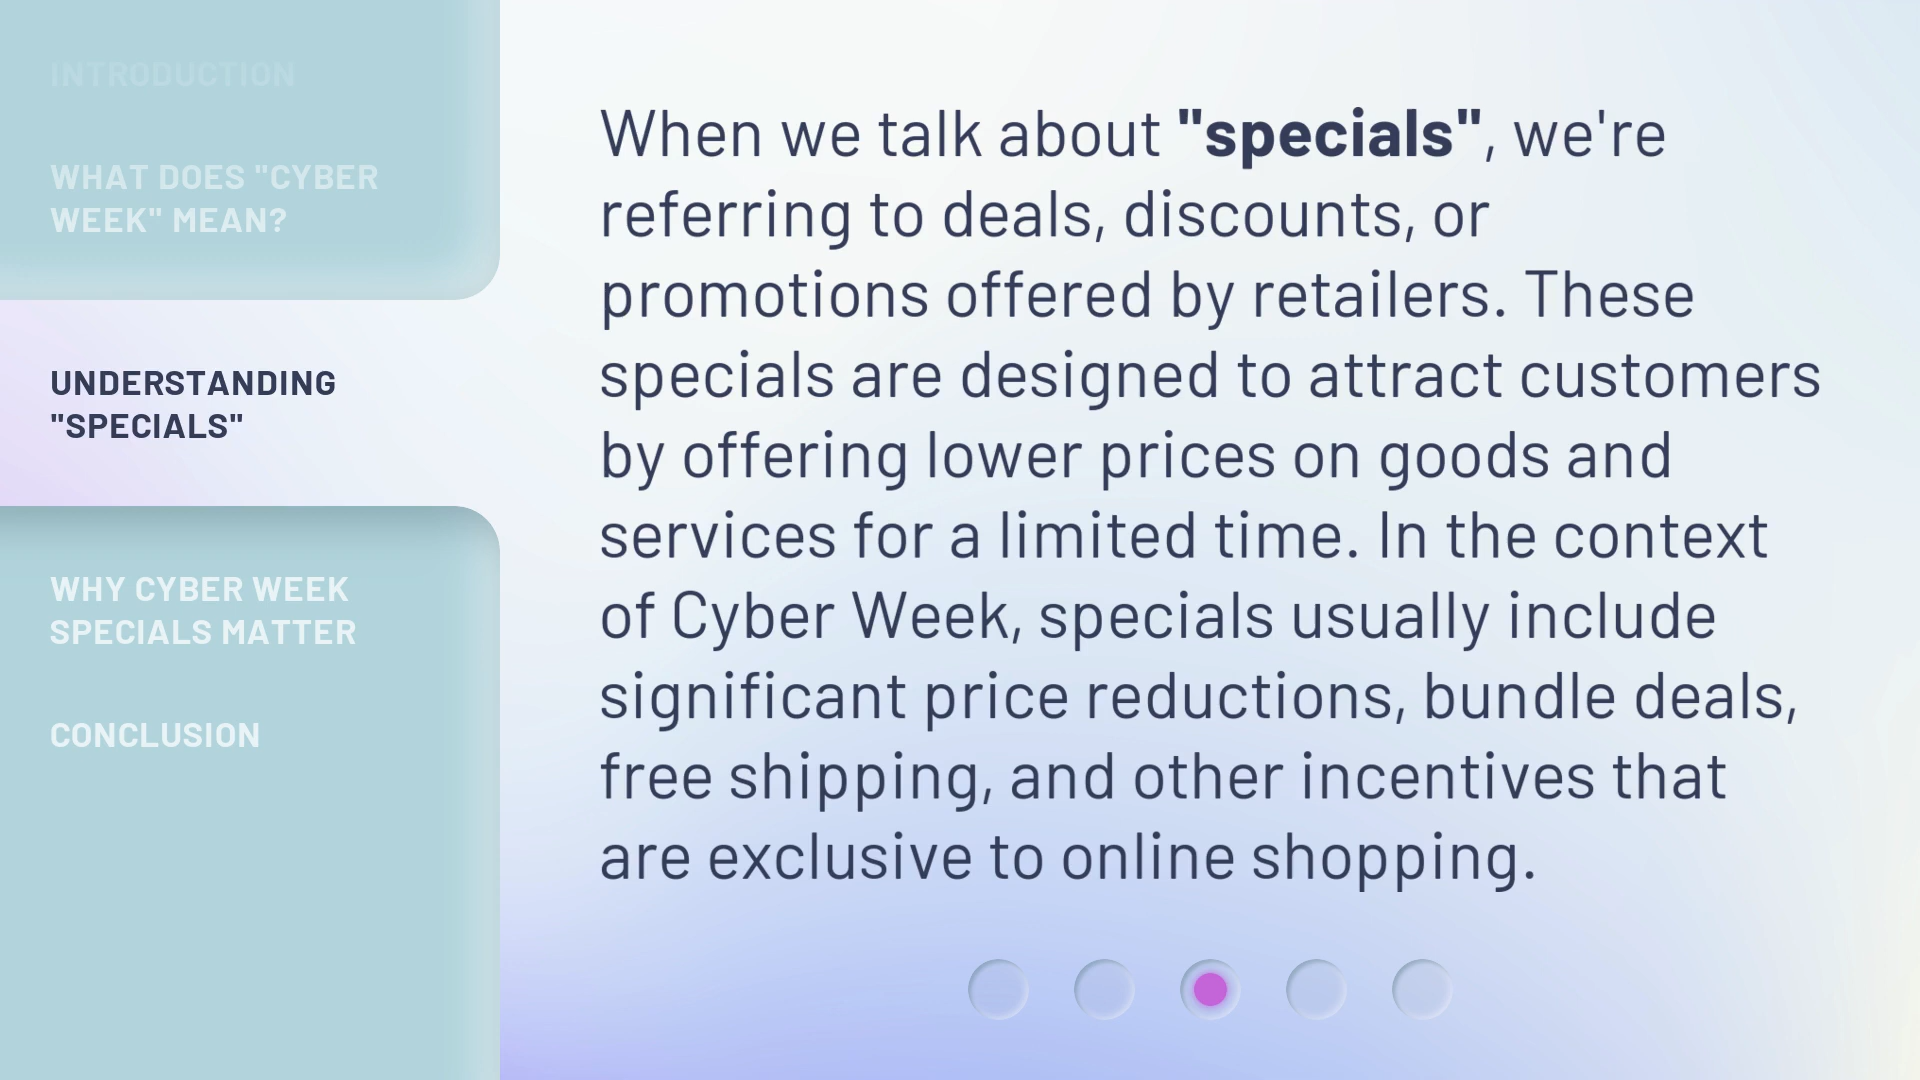 INTRODUCTION
WHAT DOES "CYBER
WEEK" MEAN?
UNDERSTANDING
"SPECIALS"
WHY CYBER WEEK
SPECIALS MATTER
CONCLUSION
When we talk about "specials", we're
referring to deals, discounts, or
promotions offered by retailers. These
specials are designed to attract customers
by offering lower prices on goods and
services for a limited time. In the context
of Cyber Week, specials usually include
significant price reductions, bundle deals,
free shipping, and other incentives that
are exclusive to online shopping.